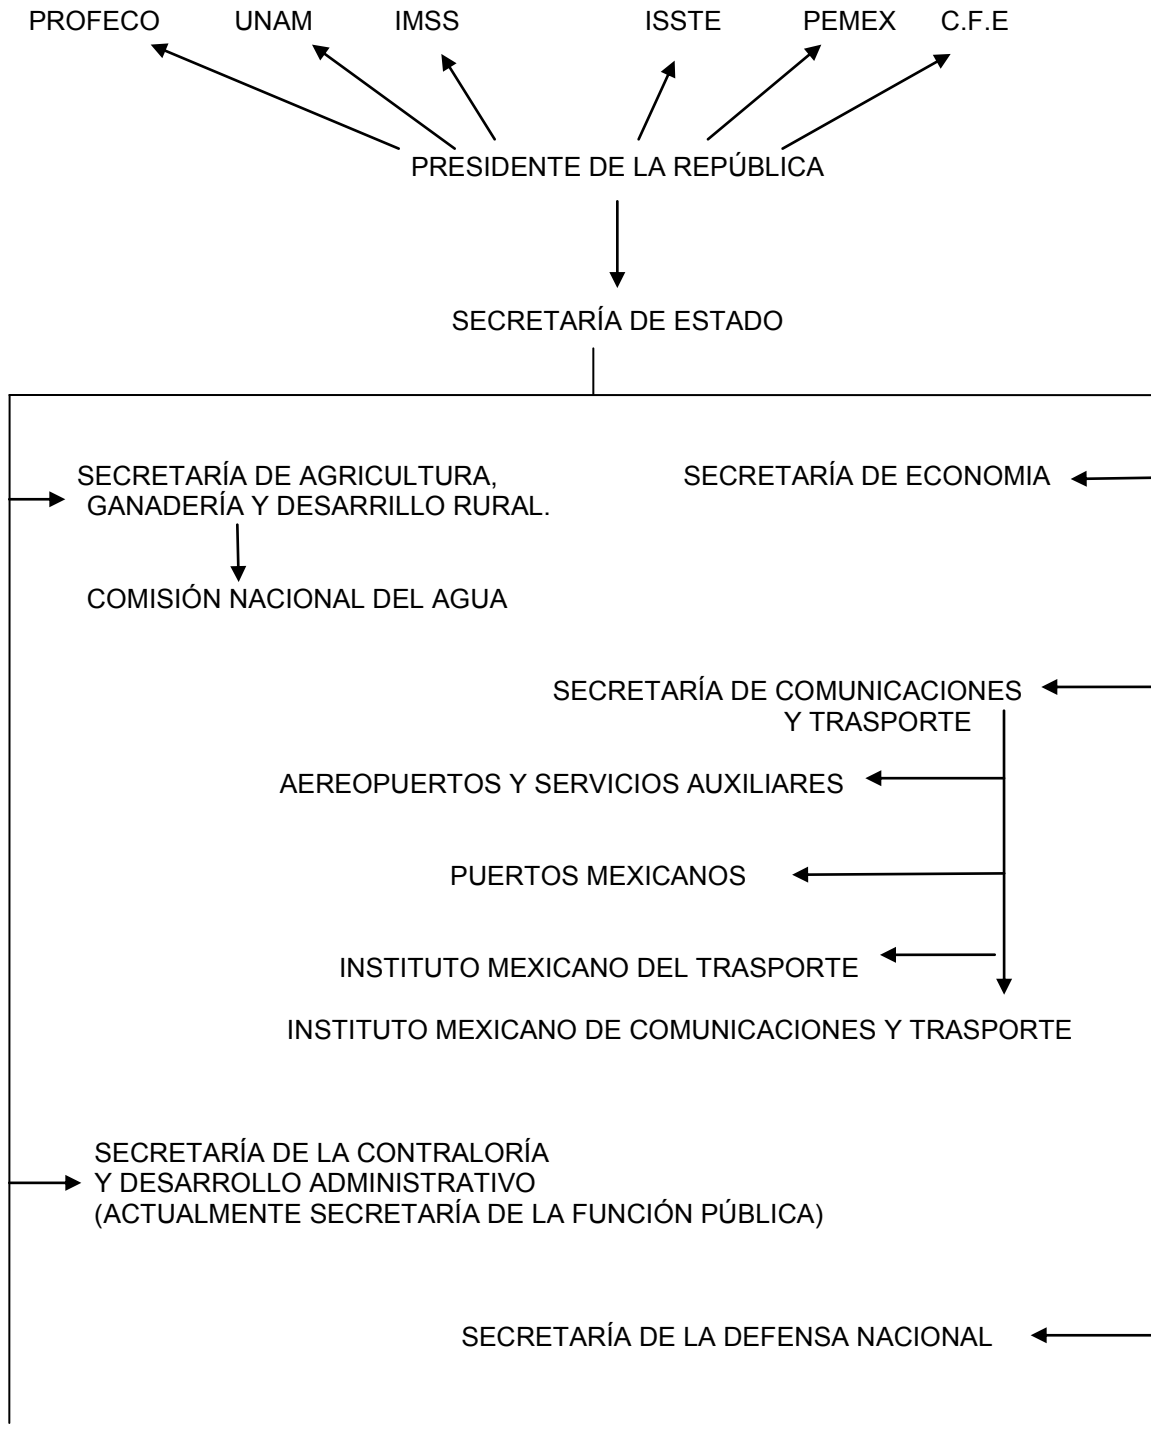 PROFECO UNAM IMSS ISSTE PEMEX C.F.E
PRESIDENTE DE LA REPÚBLICA
SECRETARÍA DE ESTADO
SECRETARÍA DE AGRICULTURA,
GANADERÍA Y DESARRILLO RURAL.
SECRETARÍA DE ECONOMIA
COMISIÓN NACIONAL DEL AGUA
SECRETARÍA DE COMUNICACIONES
Y TRASPORTE
AEREOPUERTOS Y SERVICIOS AUXILIARES
PUERTOS MEXICANOS
INSTITUTO MEXICANO DEL TRASPORTE
INSTITUTO MEXICANO DE COMUNICACIONES Y TRASPORTE
SECRETARÍA DE LA CONTRALORÍA
Y DESARROLLO ADMINISTRATIVO
(ACTUALMENTE SECRETARÍA DE LA FUNCIÓN PÚBLICA)
SECRETARÍA DE LA DEFENSA NACIONAL